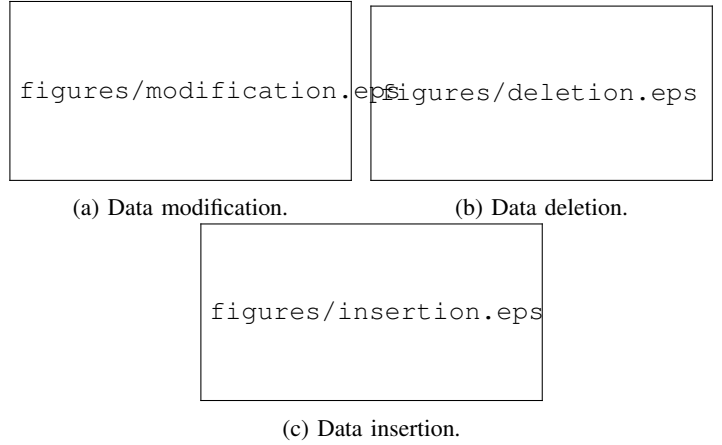 figures/modification.eps
figures/deletion.eps
(a) Data modification.
(b) Data deletion.
figures/insertion.eps
(c) Data insertion.